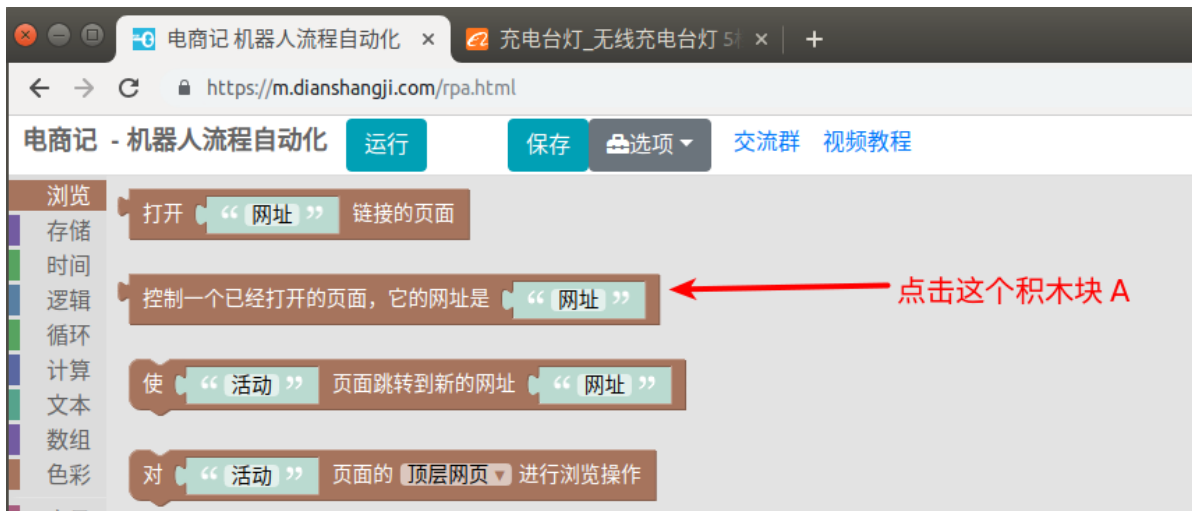 电商记 机器人流程自动化
充电台灯_无线充电台灯 5
https://m.dianshangji.com/rpa.html
电商记 - 机器人流程自动化 运行 保存 选项 交流群 视频教程
浏览
存储
时间
逻辑
循环
计算
文本
数组
色彩
打开 “ 网址 ” 链接的页面
控制一个已经打开的页面，它的网址是 “ 网址 ”
点击这个积木块 A
使 “ 活动 ” 页面跳转到新的网址 “ 网址 ”
对 “ 活动 ” 页面的 顶层网页 进行浏览操作